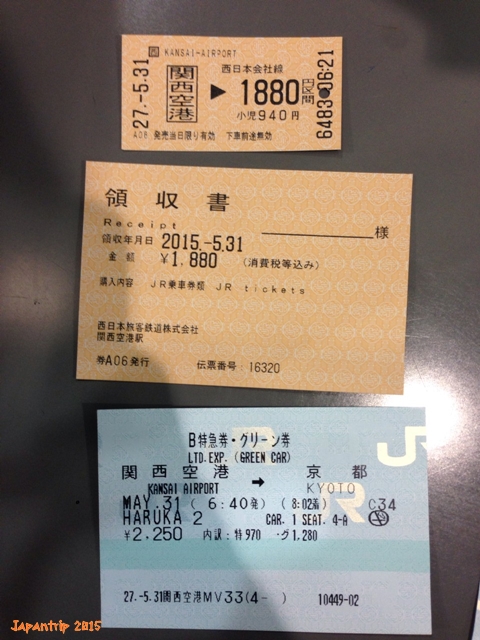 関 KANSAI-AIRPORT
27.-5.31
関西空港
西日本会社線
▶ 1880円区間
小児940円
6483 06:21
A06 発売当日限り有効 下車前途無効
領収書
Receipt
様
領収年月日 2015.-5.31
金額 ¥1,880 (消費税等込み)
購入内容 JR乗車券類 JR tickets
西日本旅客鉄道株式会社
関西空港駅
券A06発行 伝票番号: 16320
B特急券・グリーン券
LTD.EXP. (GREEN CAR)
関西空港 → 京都
KANSAI AIRPORT KYOTO
MAY.31 ( 6:40発) ( 8:02着) C34
HARUKA 2 CAR. 1 SEAT. 4-A
¥2,250 内訳:特970 ・グ1,280
27.-5.31関西空港MV33(4- ) 10449-02
JR
Japantrip 2015